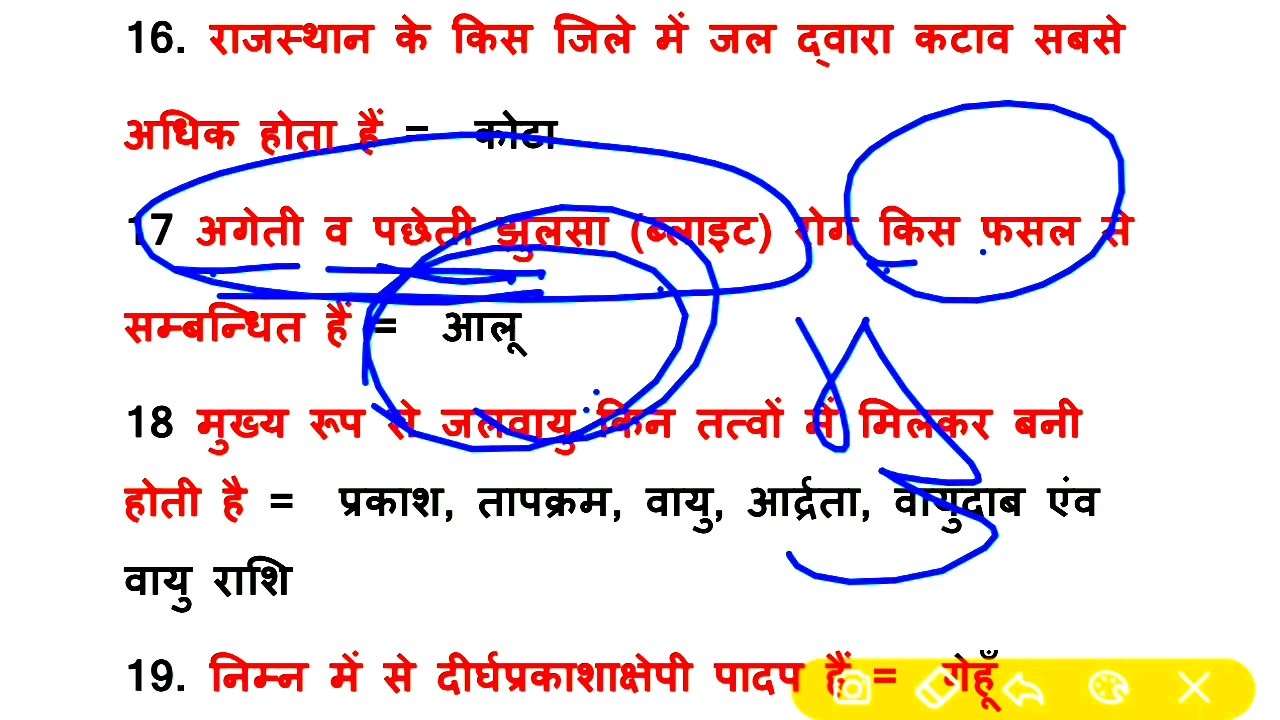 16. राजस्थान के किस जिले में जल द्वारा कटाव सबसे
अधिक होता हैं = कोटा
17 अगेती व पछेती झुलसा (ब्लाइट) रोग किस फसल से
सम्बन्धित हैं = आलू
18 मुख्य रूप से जलवायु किन तत्वों में मिलकर बनी
होती है = प्रकाश, तापक्रम, वायु, आर्द्रता, वायुदाब एंव
वायु राशि
19. निम्न में से दीर्घप्रकाशाक्षेपी पादप हैं = गेहूँ